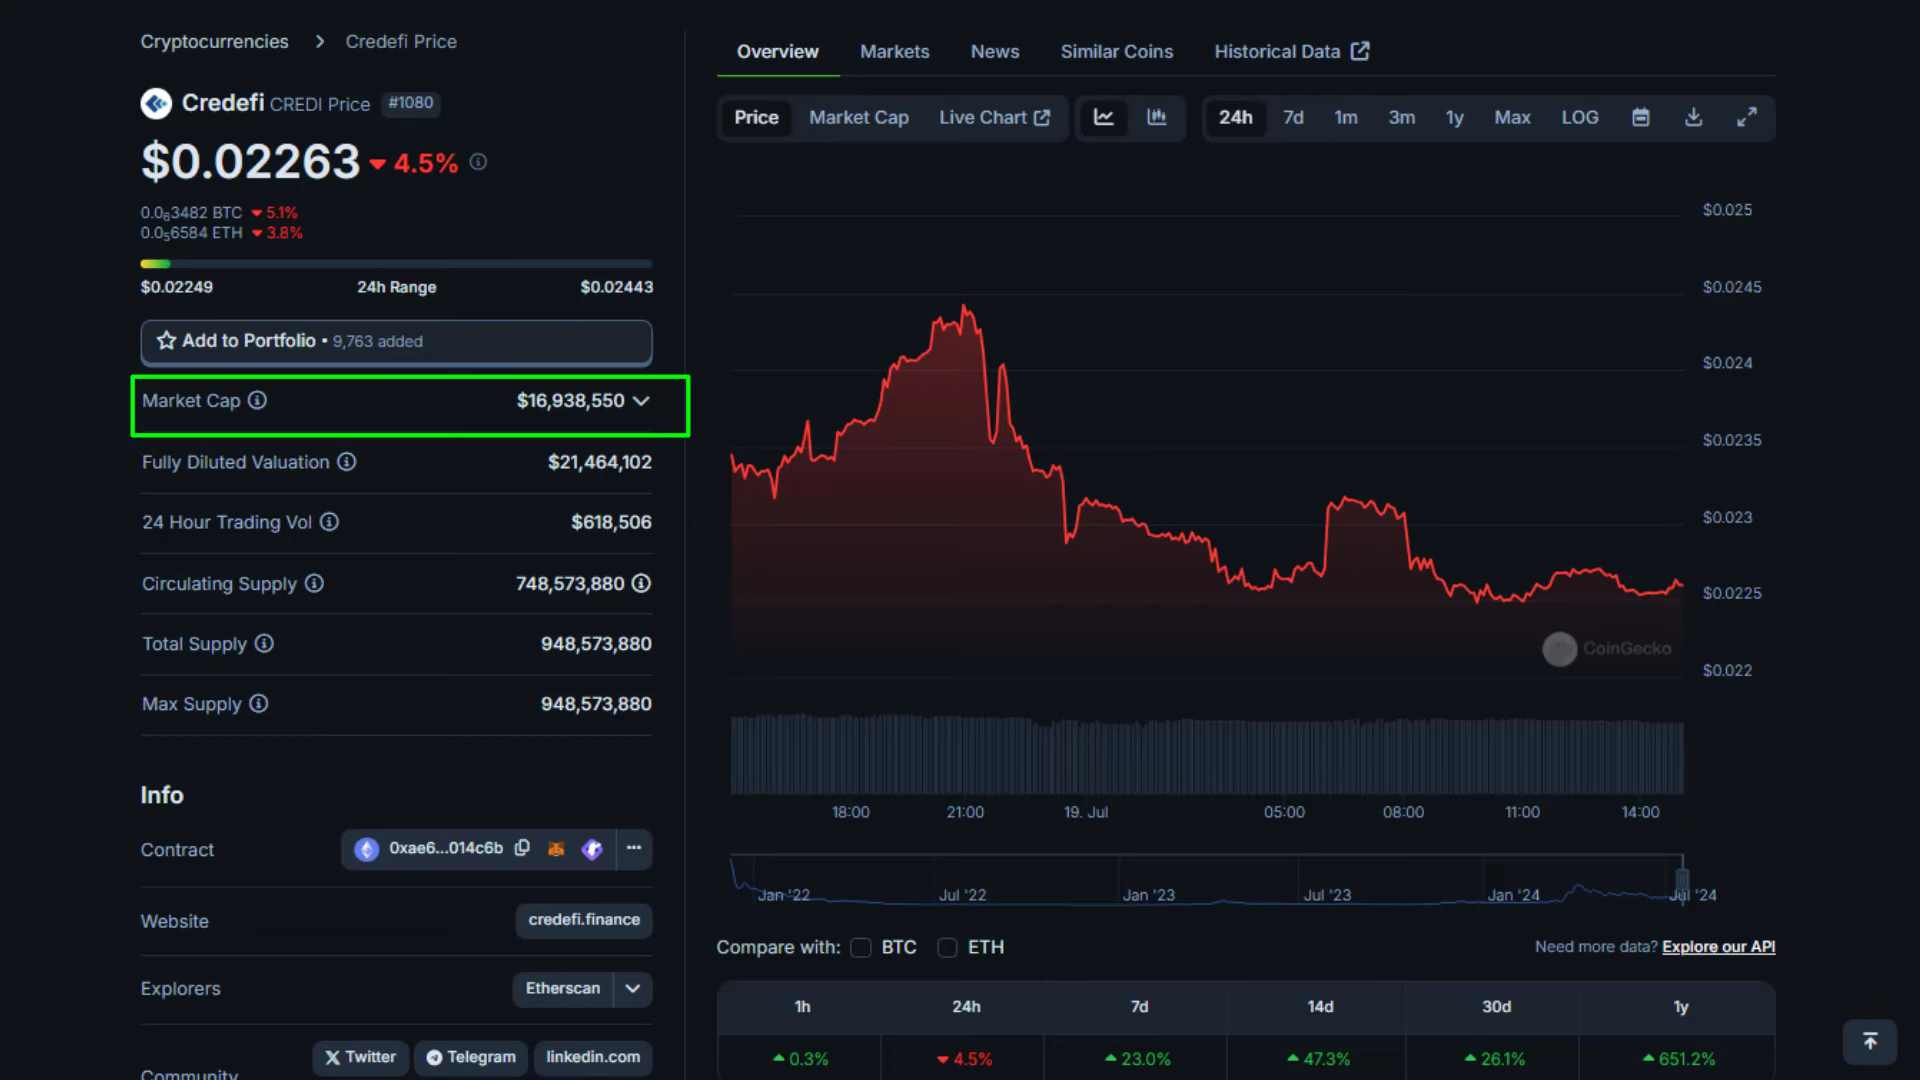 Cryptocurrencies > Credefi Price
Credefi CREDI Price #1080
$0.02263 4.5%
0.0₆3482 BTC 5.1%
0.0₅6584 ETH 3.8%
$0.02249 24h Range $0.02443
Add to Portfolio • 9,763 added
Market Cap $16,938,550
Fully Diluted Valuation $21,464,102
24 Hour Trading Vol $618,506
Circulating Supply 748,573,880
Total Supply 948,573,880
Max Supply 948,573,880
Info
Contract 0xae6...014c6b
Website credefi.finance
Explorers Etherscan
Community Twitter Telegram linkedin.com
Overview Markets News Similar Coins Historical Data
Price Market Cap Live Chart 24h 7d 1m 3m 1y Max LOG
$0.025
$0.0245
$0.024
$0.0235
$0.023
$0.0225
CoinGecko
$0.022
18:00 21:00 19. Jul 05:00 08:00 11:00 14:00
Jan '22 Jul '22 Jan '23 Jul '23 Jan '24 Jul '24
Compare with: BTC ETH Need more data? Explore our API
1h 24h 7d 14d 30d 1y
0.3% 4.5% 23.0% 47.3% 26.1% 651.2%